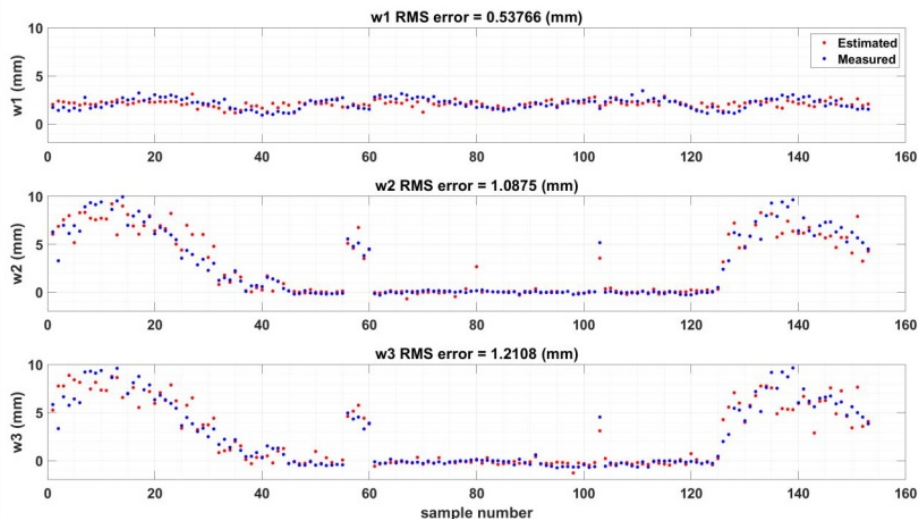 w1 RMS error = 0.53766 (mm)
10
5
0
w1 (mm)
Estimated
Measured
0 20 40 60 80 100 120 140 160
w2 RMS error = 1.0875 (mm)
10
5
0
w2 (mm)
0 20 40 60 80 100 120 140 160
w3 RMS error = 1.2108 (mm)
10
5
0
w3 (mm)
0 20 40 60 80 100 120 140 160
sample number